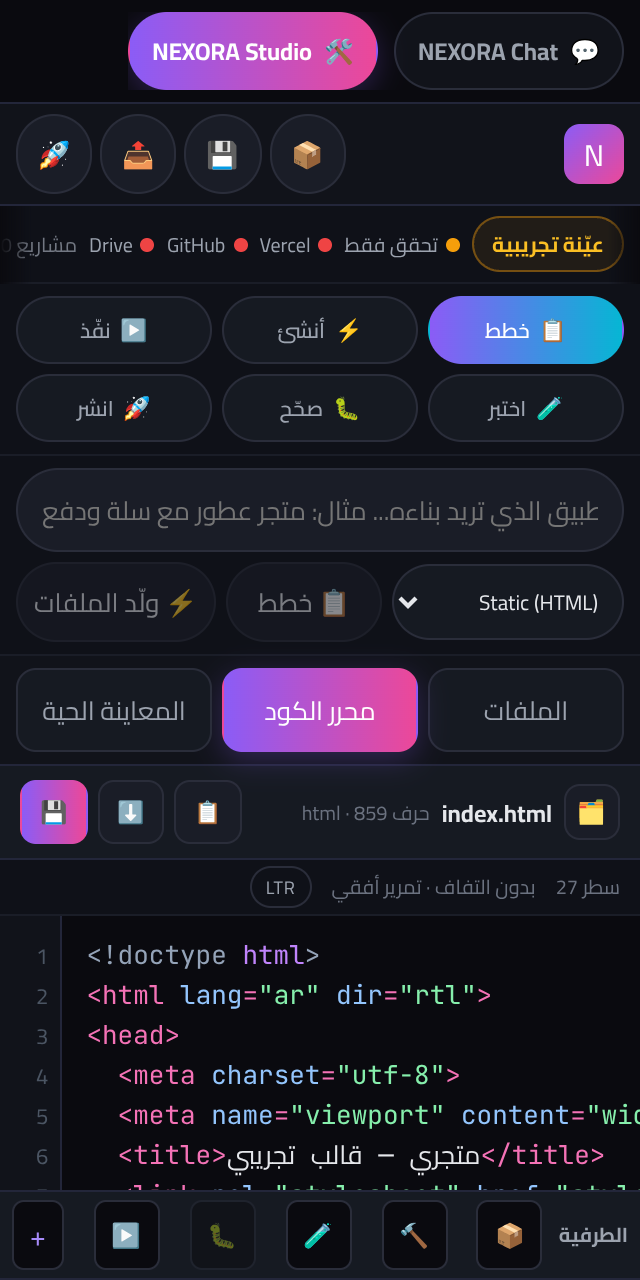 NEXORA Chat
NEXORA Studio
N
عيّنة تجريبية
تحقق فقط
Vercel
GitHub
Drive
مشاريع 0
خطط
أنشئ
نفّذ
اختبر
صحّح
انشر
طبيق الذي تريد بناءه... مثال: متجر عطور مع سلة ودفع
Static (HTML)
خطط
ولّد الملفات
الملفات
محرر الكود
المعاينة الحية
index.html
html · 859 حرف
27 سطر
بدون التفاف · تمرير أفقي
LTR
1 <!doctype html>
2 <html lang="ar" dir="rtl">
3 <head>
4 <meta charset="utf-8">
5 <meta name="viewport" content="wid
6 <title>متجري — قالب تجريبي</title>
الطرفية
+